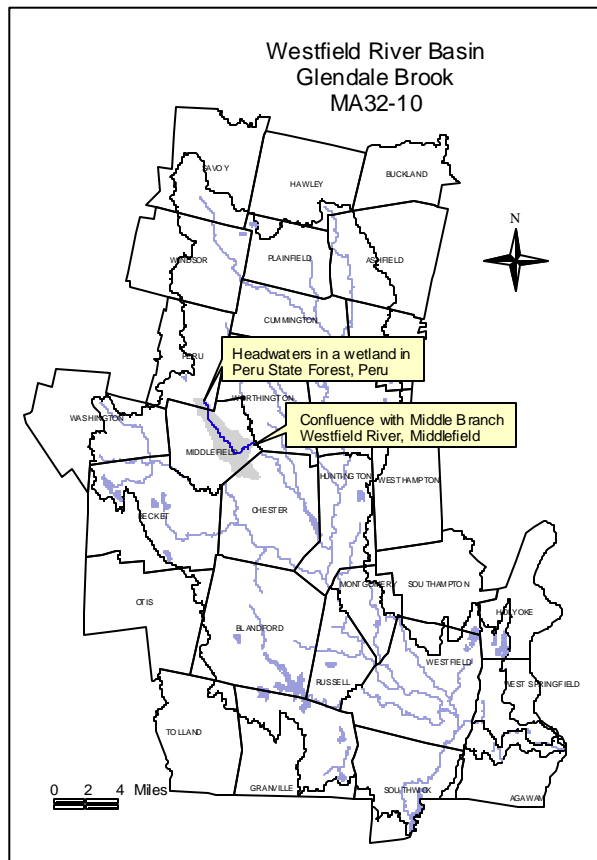 Westfield River Basin
Glendale Brook
MA32-10
SAVOY
HAWLEY
BUCKLAND
N
WINDSOR
PLAINFIELD
ASHFIELD
CUMMINGTON
PERU
Headwaters in a wetland in
Peru State Forest, Peru
WORTHINGTON
WASHINGTON
Confluence with Middle Branch
Westfield River, Middlefield
MIDDLEFIELD
HUNTINGTON
WESTHAMPTON
BECKET
CHESTER
MONTGOMERY
SOUTHAMPTON
OTIS
HOLYOKE
BLANDFORD
WESTFIELD
RUSSELL
WEST SPRINGFIELD
TOLLAND
0 2 4 Miles
GRANVILLE
SOUTHWICK
AGAWAM